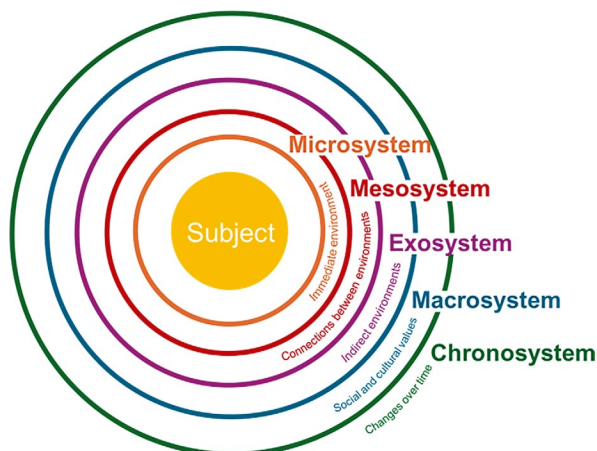 Microsystem
Mesosystem
Subject
Immediate environment
Connections between environments
Exosystem
Indirect environments
Macrosystem
Social and cultural values
Chronosystem
Changes over time